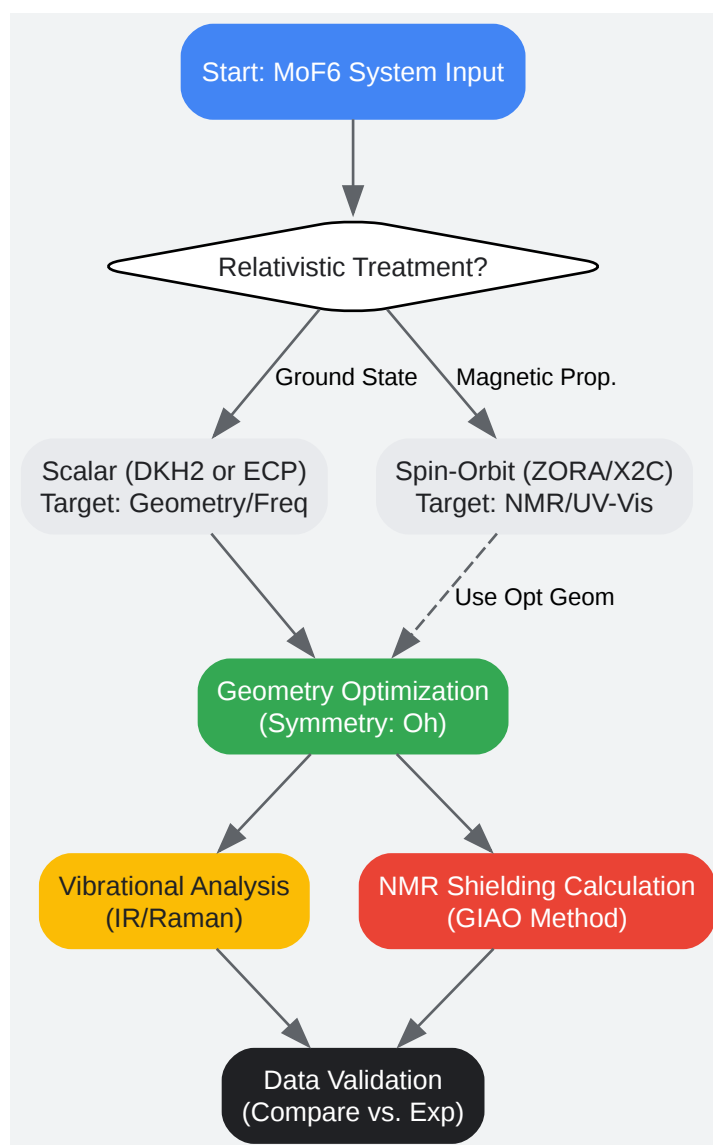 Start: MoF6 System Input
Relativistic Treatment?
Ground State
Magnetic Prop.
Scalar (DKH2 or ECP)
Target: Geometry/Freq
Spin-Orbit (ZORA/X2C)
Target: NMR/UV-Vis
Use Opt Geom
Geometry Optimization
(Symmetry: Oh)
Vibrational Analysis
(IR/Raman)
NMR Shielding Calculation
(GIAO Method)
Data Validation
(Compare vs. Exp)